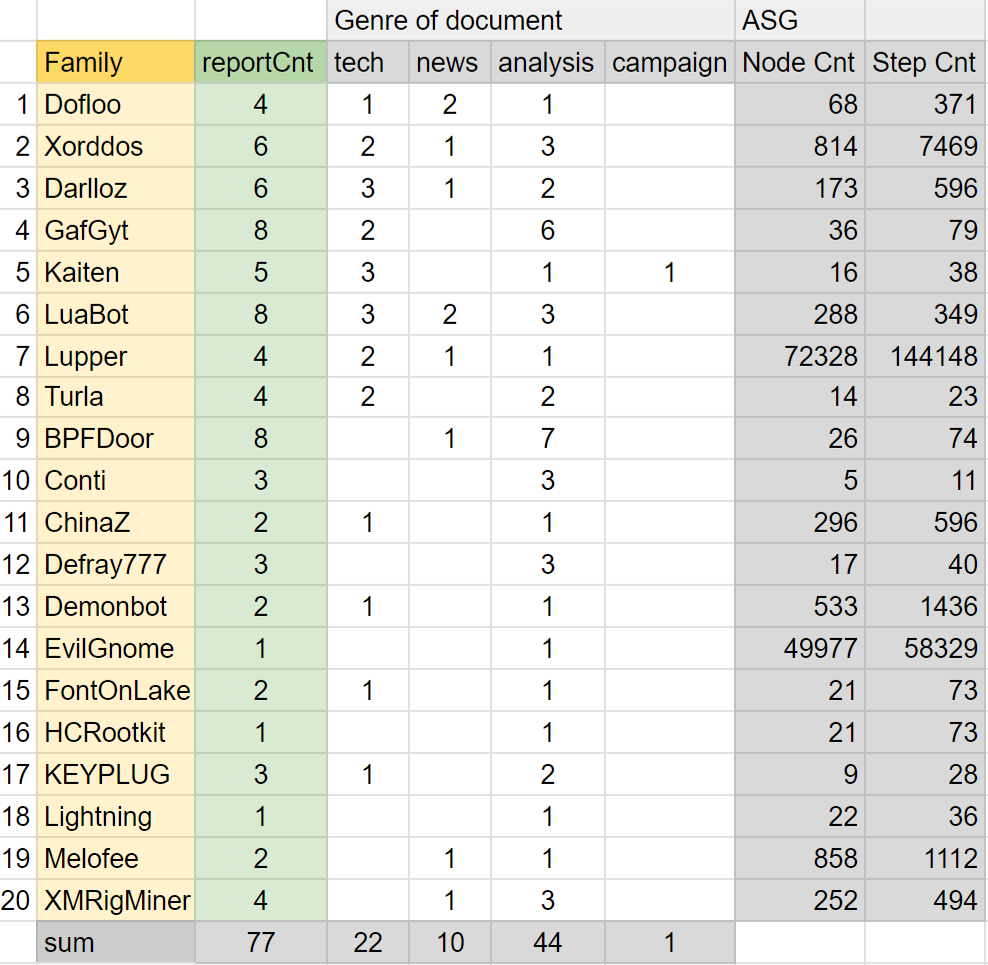 Genre of document ASG
Family reportCnt tech news analysis campaign Node Cnt Step Cnt
1 Dofloo 4 1 2 1 68 371
2 Xorddos 6 2 1 3 814 7469
3 Darlloz 6 3 1 2 173 596
4 GafGyt 8 2 6 36 79
5 Kaiten 5 3 1 1 16 38
6 LuaBot 8 3 2 3 288 349
7 Lupper 4 2 1 1 72328 144148
8 Turla 4 2 2 14 23
9 BPFDoor 8 1 7 26 74
10 Conti 3 3 5 11
11 ChinaZ 2 1 1 296 596
12 Defray777 3 3 17 40
13 Demonbot 2 1 1 533 1436
14 EvilGnome 1 1 49977 58329
15 FontOnLake 2 1 1 21 73
16 HCRootkit 1 1 21 73
17 KEYPLUG 3 1 2 9 28
18 Lightning 1 1 22 36
19 Melofee 2 1 1 858 1112
20 XMRigMiner 4 1 3 252 494
sum 77 22 10 44 1